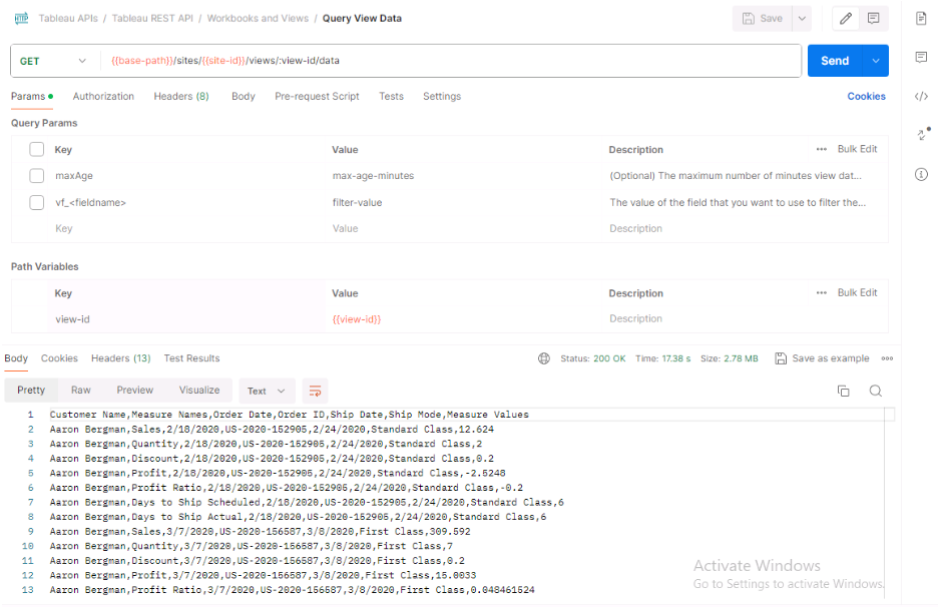 HTTP Tableau APIs / Tableau REST API / Workbooks and Views / Query View Data Save
GET {{base-path}}/sites/{{site-id}}/views/:view-id/data Send
Params Authorization Headers (8) Body Pre-request Script Tests Settings Cookies
Query Params
Key Value Description ••• Bulk Edit
maxAge max-age-minutes (Optional) The maximum number of minutes view dat...
vf_<fieldname> filter-value The value of the field that you want to use to filter the...
Key Value Description
Path Variables
Key Value Description ••• Bulk Edit
view-id {{view-id}} Description
Body Cookies Headers (13) Test Results Status: 200 OK Time: 17.38 s Size: 2.78 MB Save as example
Pretty Raw Preview Visualize Text
1 Customer Name,Measure Names,Order Date,Order ID,Ship Date,Ship Mode,Measure Values
2 Aaron Bergman,Sales,2/18/2020,US-2020-152905,2/24/2020,Standard Class,12.624
3 Aaron Bergman,Quantity,2/18/2020,US-2020-152905,2/24/2020,Standard Class,2
4 Aaron Bergman,Discount,2/18/2020,US-2020-152905,2/24/2020,Standard Class,0.2
5 Aaron Bergman,Profit,2/18/2020,US-2020-152905,2/24/2020,Standard Class,-2.5248
6 Aaron Bergman,Profit Ratio,2/18/2020,US-2020-152905,2/24/2020,Standard Class,-0.2
7 Aaron Bergman,Days to Ship Scheduled,2/18/2020,US-2020-152905,2/24/2020,Standard Class,6
8 Aaron Bergman,Days to Ship Actual,2/18/2020,US-2020-152905,2/24/2020,Standard Class,6
9 Aaron Bergman,Sales,3/7/2020,US-2020-156587,3/8/2020,First Class,309.592
10 Aaron Bergman,Quantity,3/7/2020,US-2020-156587,3/8/2020,First Class,7
11 Aaron Bergman,Discount,3/7/2020,US-2020-156587,3/8/2020,First Class,0.2
12 Aaron Bergman,Profit,3/7/2020,US-2020-156587,3/8/2020,First Class,15.0033
13 Aaron Bergman,Profit Ratio,3/7/2020,US-2020-156587,3/8/2020,First Class,0.048461524
Activate Windows
Go to Settings to activate Windows.